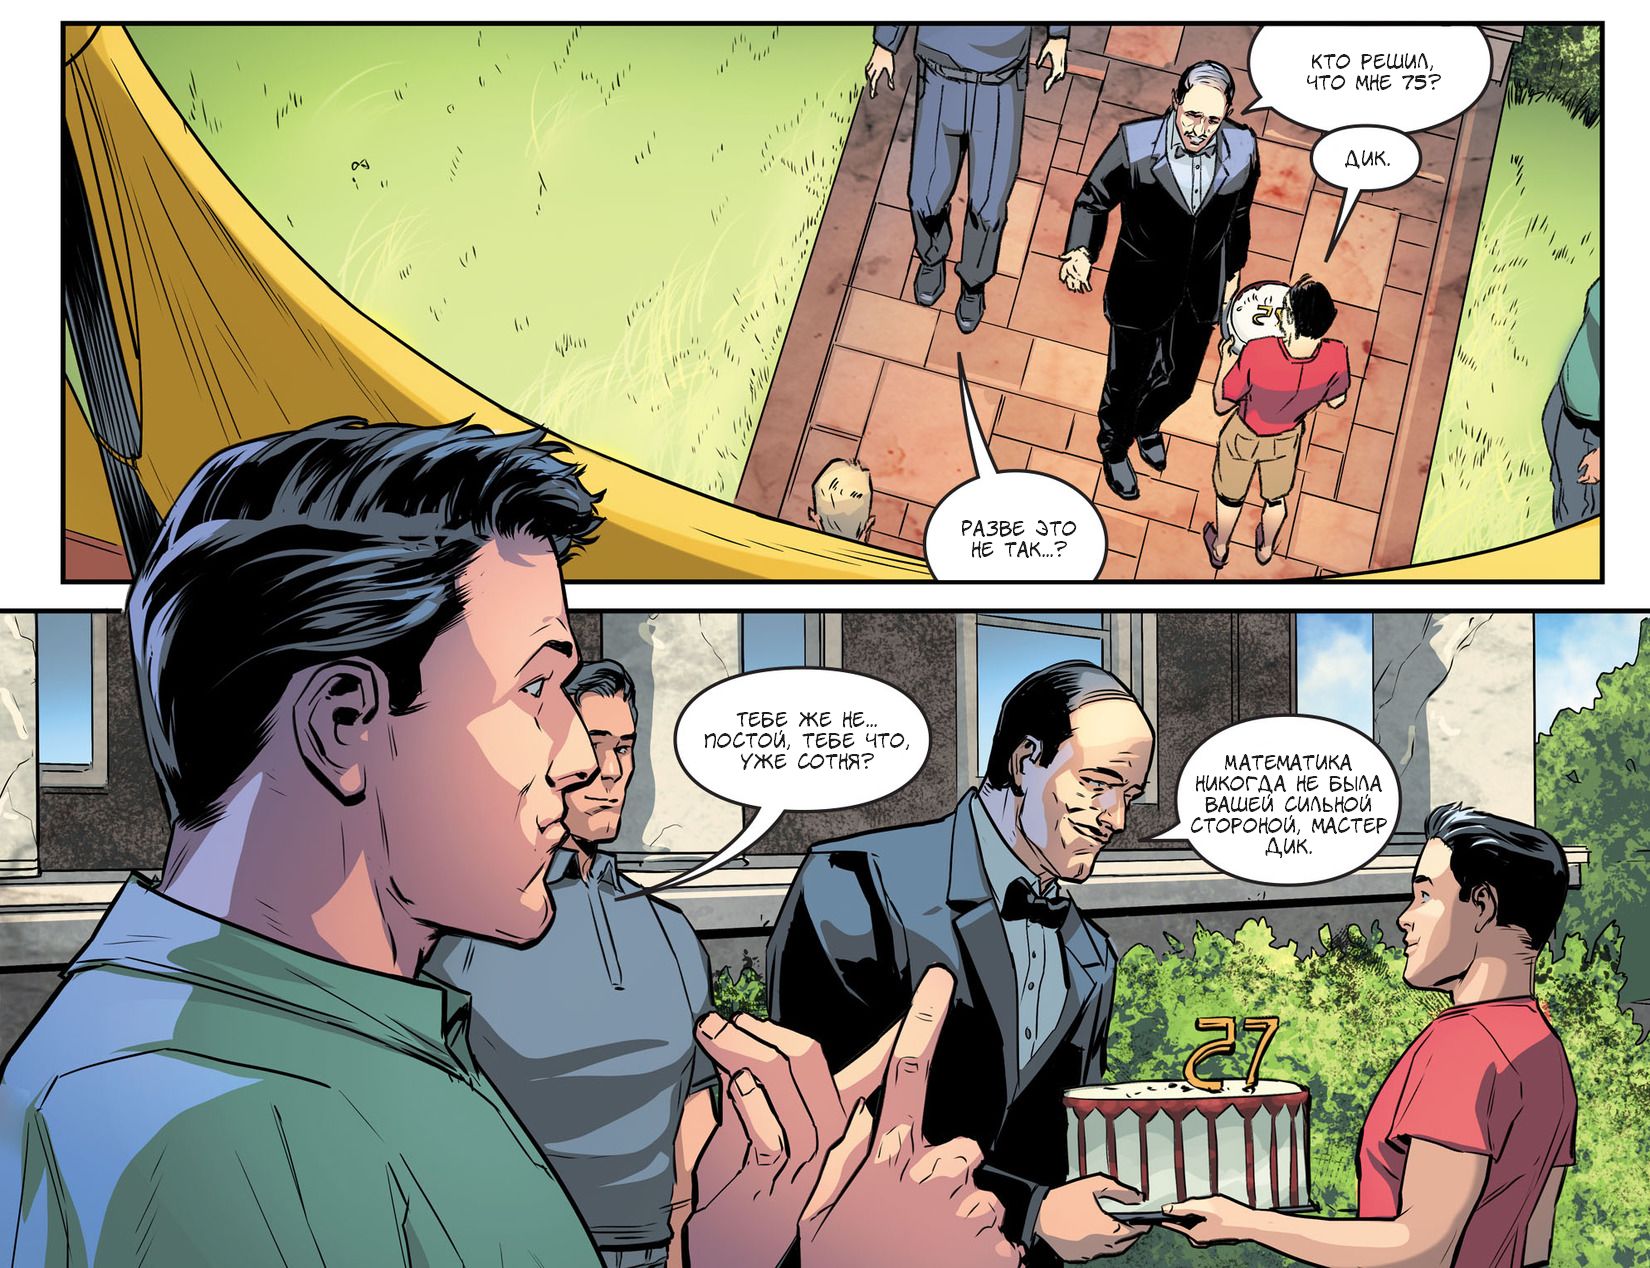 КТО РЕШИЛ,
ЧТО МНЕ 75?
ДИК.
РАЗВЕ ЭТО
НЕ ТАК...?
ТЕБЕ ЖЕ НЕ...
ПОСТОЙ, ТЕБЕ ЧТО,
УЖЕ СОТНЯ?
МАТЕМАТИКА
НИКОГДА НЕ БЫЛА
ВАШЕЙ СИЛЬНОЙ
СТОРОНОЙ, МАСТЕР
ДИК.
57